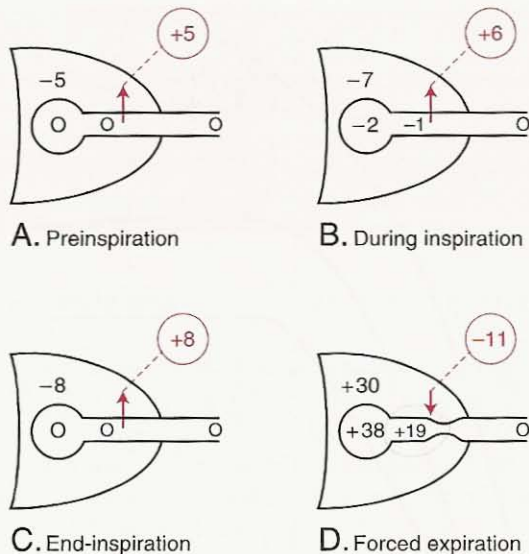 +5
-5
O O O
A. Preinspiration
+6
-7
-2 -1 O
B. During inspiration
+8
-8
O O O
C. End-inspiration
-11
+30
+38 +19 O
D. Forced expiration